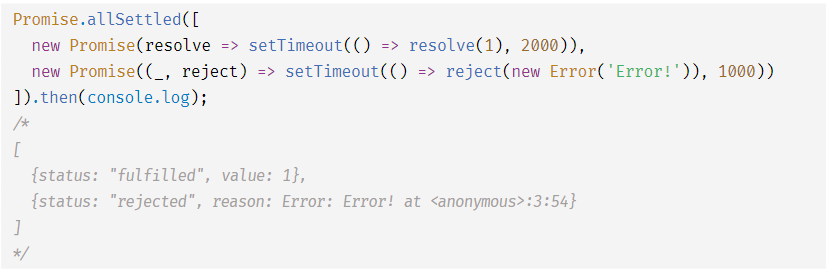 Promise.allSettled([
  new Promise(resolve => setTimeout(() => resolve(1), 2000)),
  new Promise((_, reject) => setTimeout(() => reject(new Error('Error!')), 1000))
]).then(console.log);
/*
[
  {status: "fulfilled", value: 1},
  {status: "rejected", reason: Error: Error! at <anonymous>:3:54}
]
*/